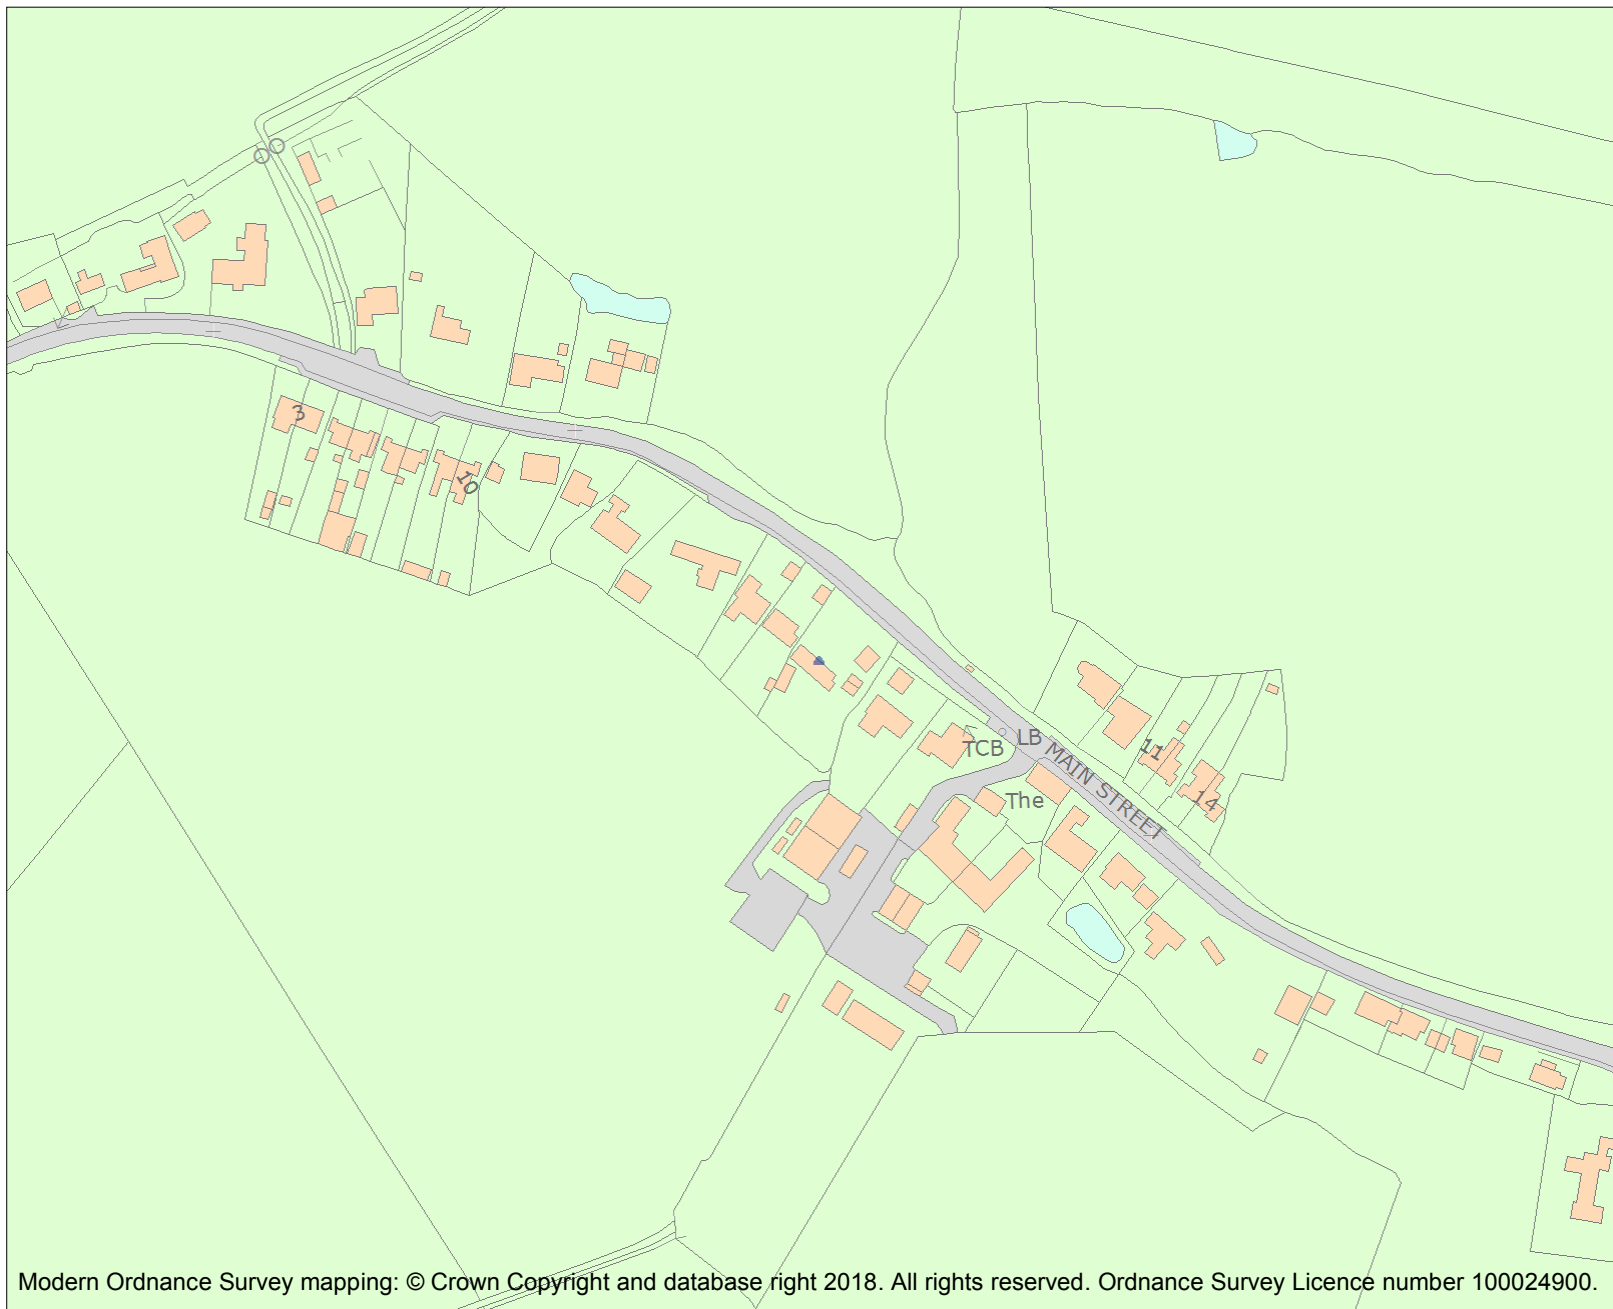 3
10
TCB
LB
MAIN STREET
The
11
14
Modern Ordnance Survey mapping: © Crown Copyright and database right 2018. All rights reserved. Ordnance Survey Licence number 100024900.